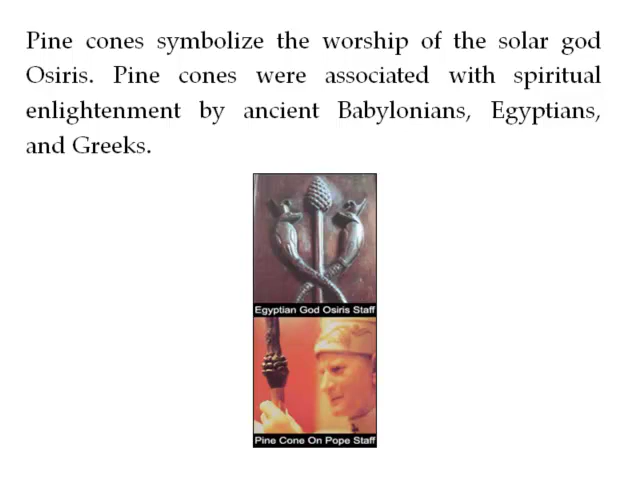 Pine cones symbolize the worship of the solar god
Osiris. Pine cones were associated with spiritual
enlightenment by ancient Babylonians, Egyptians,
and Greeks.
Egyptian God Osiris Staff
Pine Cone On Pope Staff